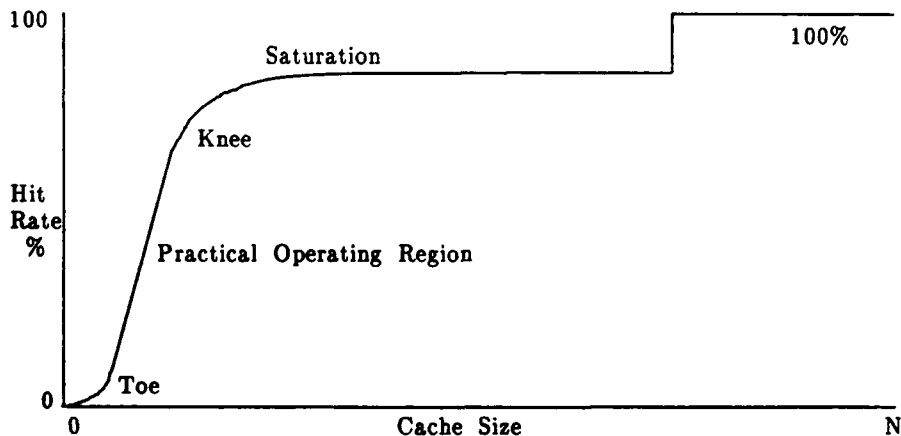 100
100%
Saturation
Knee
Hit
Rate
%
Practical Operating Region
Toe
0
0
Cache Size
N